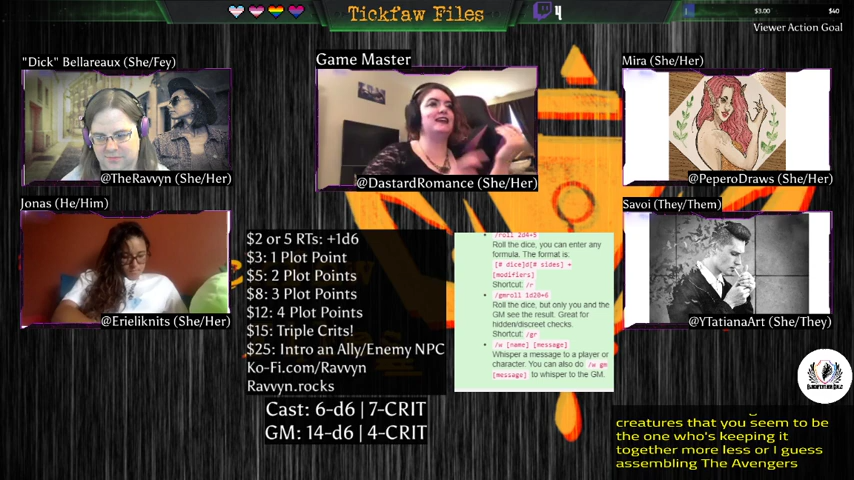 Tickfaw Files
4
$3.00
$40
Viewer Action Goal
"Dick" Bellareaux (She/Fey)
@TheRavvyn (She/Her)
Game Master
@DastardRomance (She/Her)
Mira (She/Her)
@PeperoDraws (She/Her)
Jonas (He/Him)
@Erieliknits (She/Her)
$2 or 5 RTs: +1d6
$3: 1 Plot Point
$5: 2 Plot Points
$8: 3 Plot Points
$12: 4 Plot Points
$15: Triple Crits!
$25: Intro an Ally/Enemy NPC
Ko-Fi.com/Ravvyn
Ravvyn.rocks
Cast: 6-d6 | 7-CRIT
GM: 14-d6 | 4-CRIT
/roll 2d4+5
Roll the dice, you can enter any
formula. The format is:
[# dice]d[# sides] +
[modifiers]
Shortcut: /r
/gmroll 1d20+6
Roll the dice, but only you and the
GM see the result. Great for
hidden/discreet checks.
Shortcut: /gr
/w [name] [message]
Whisper a message to a player or
character. You can also do /w gm
[message] to whisper to the GM.
Savoi (They/Them)
@YTatianaArt (She/They)
creatures that you seem to be
the one who's keeping it
together more less or I guess
assembling The Avengers